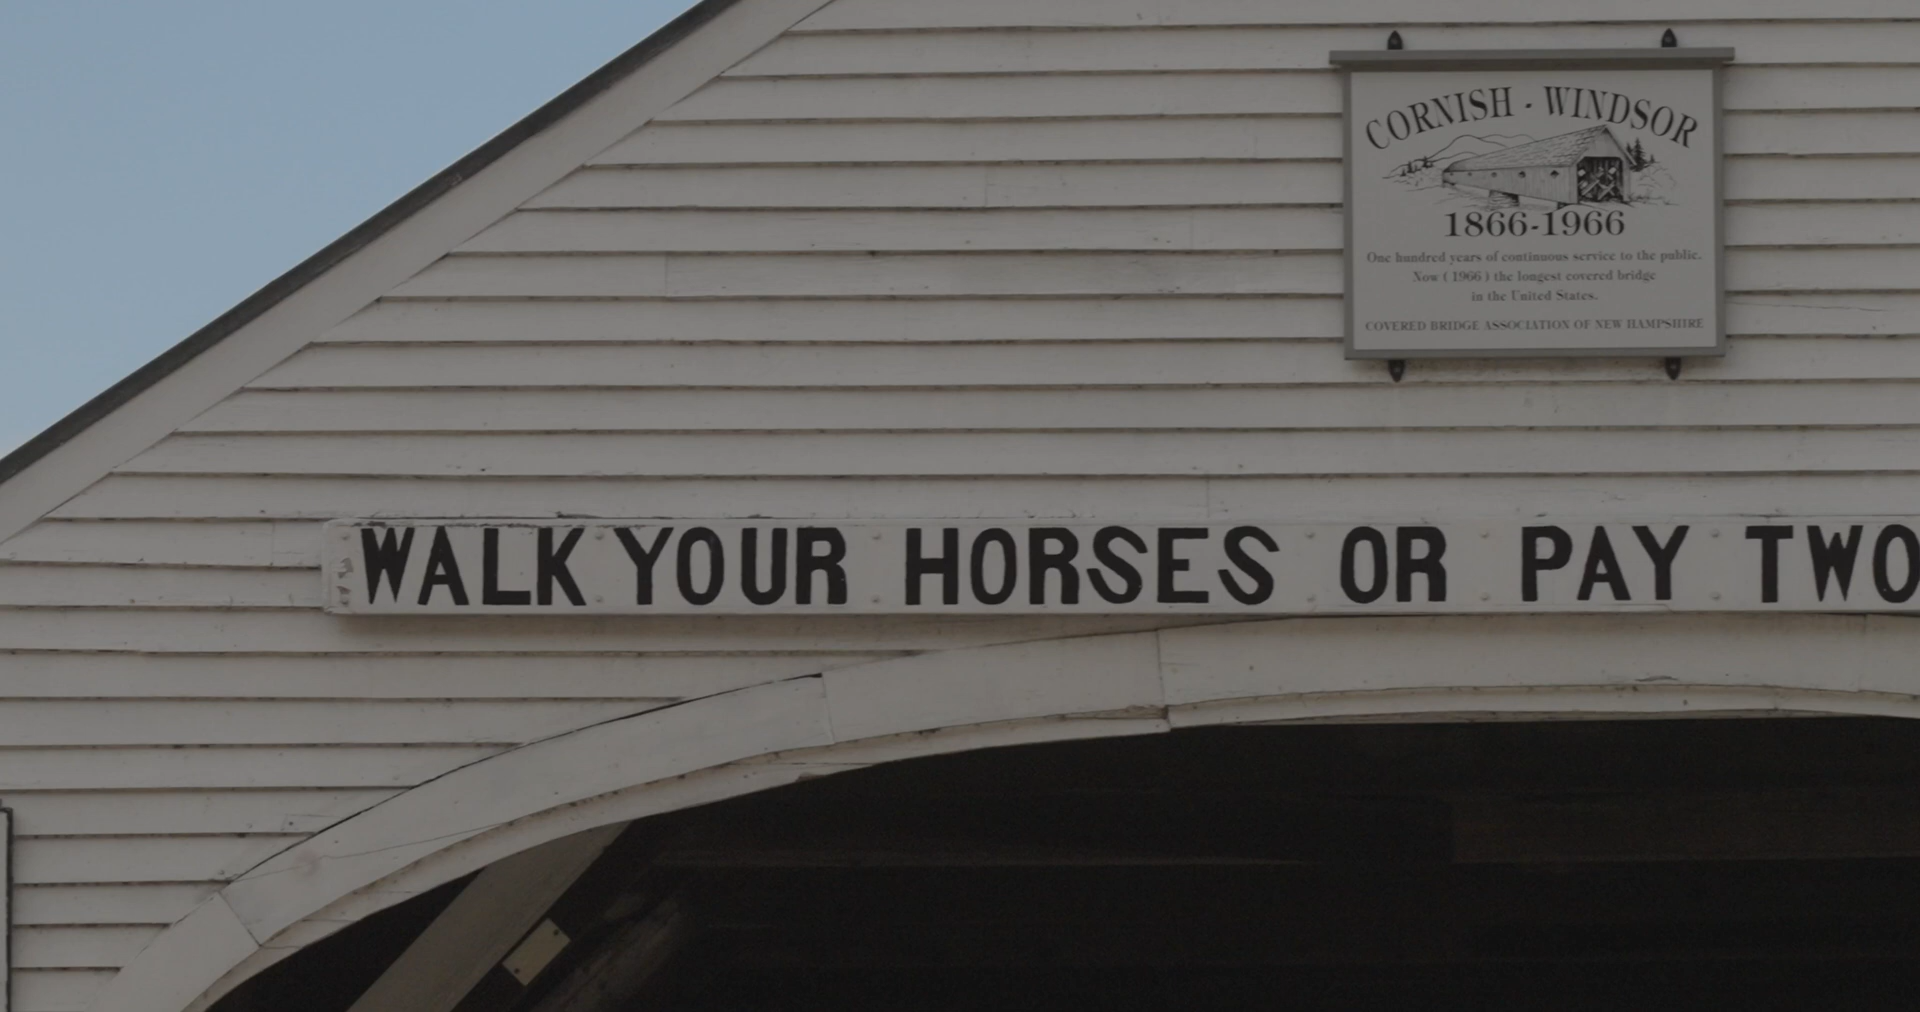 CORNISH - WINDSOR
1866-1966
One hundred years of continuous service to the public.
Now ( 1966 ) the longest covered bridge
in the United States.
COVERED BRIDGE ASSOCIATION OF NEW HAMPSHIRE
WALK YOUR HORSES OR PAY TWO